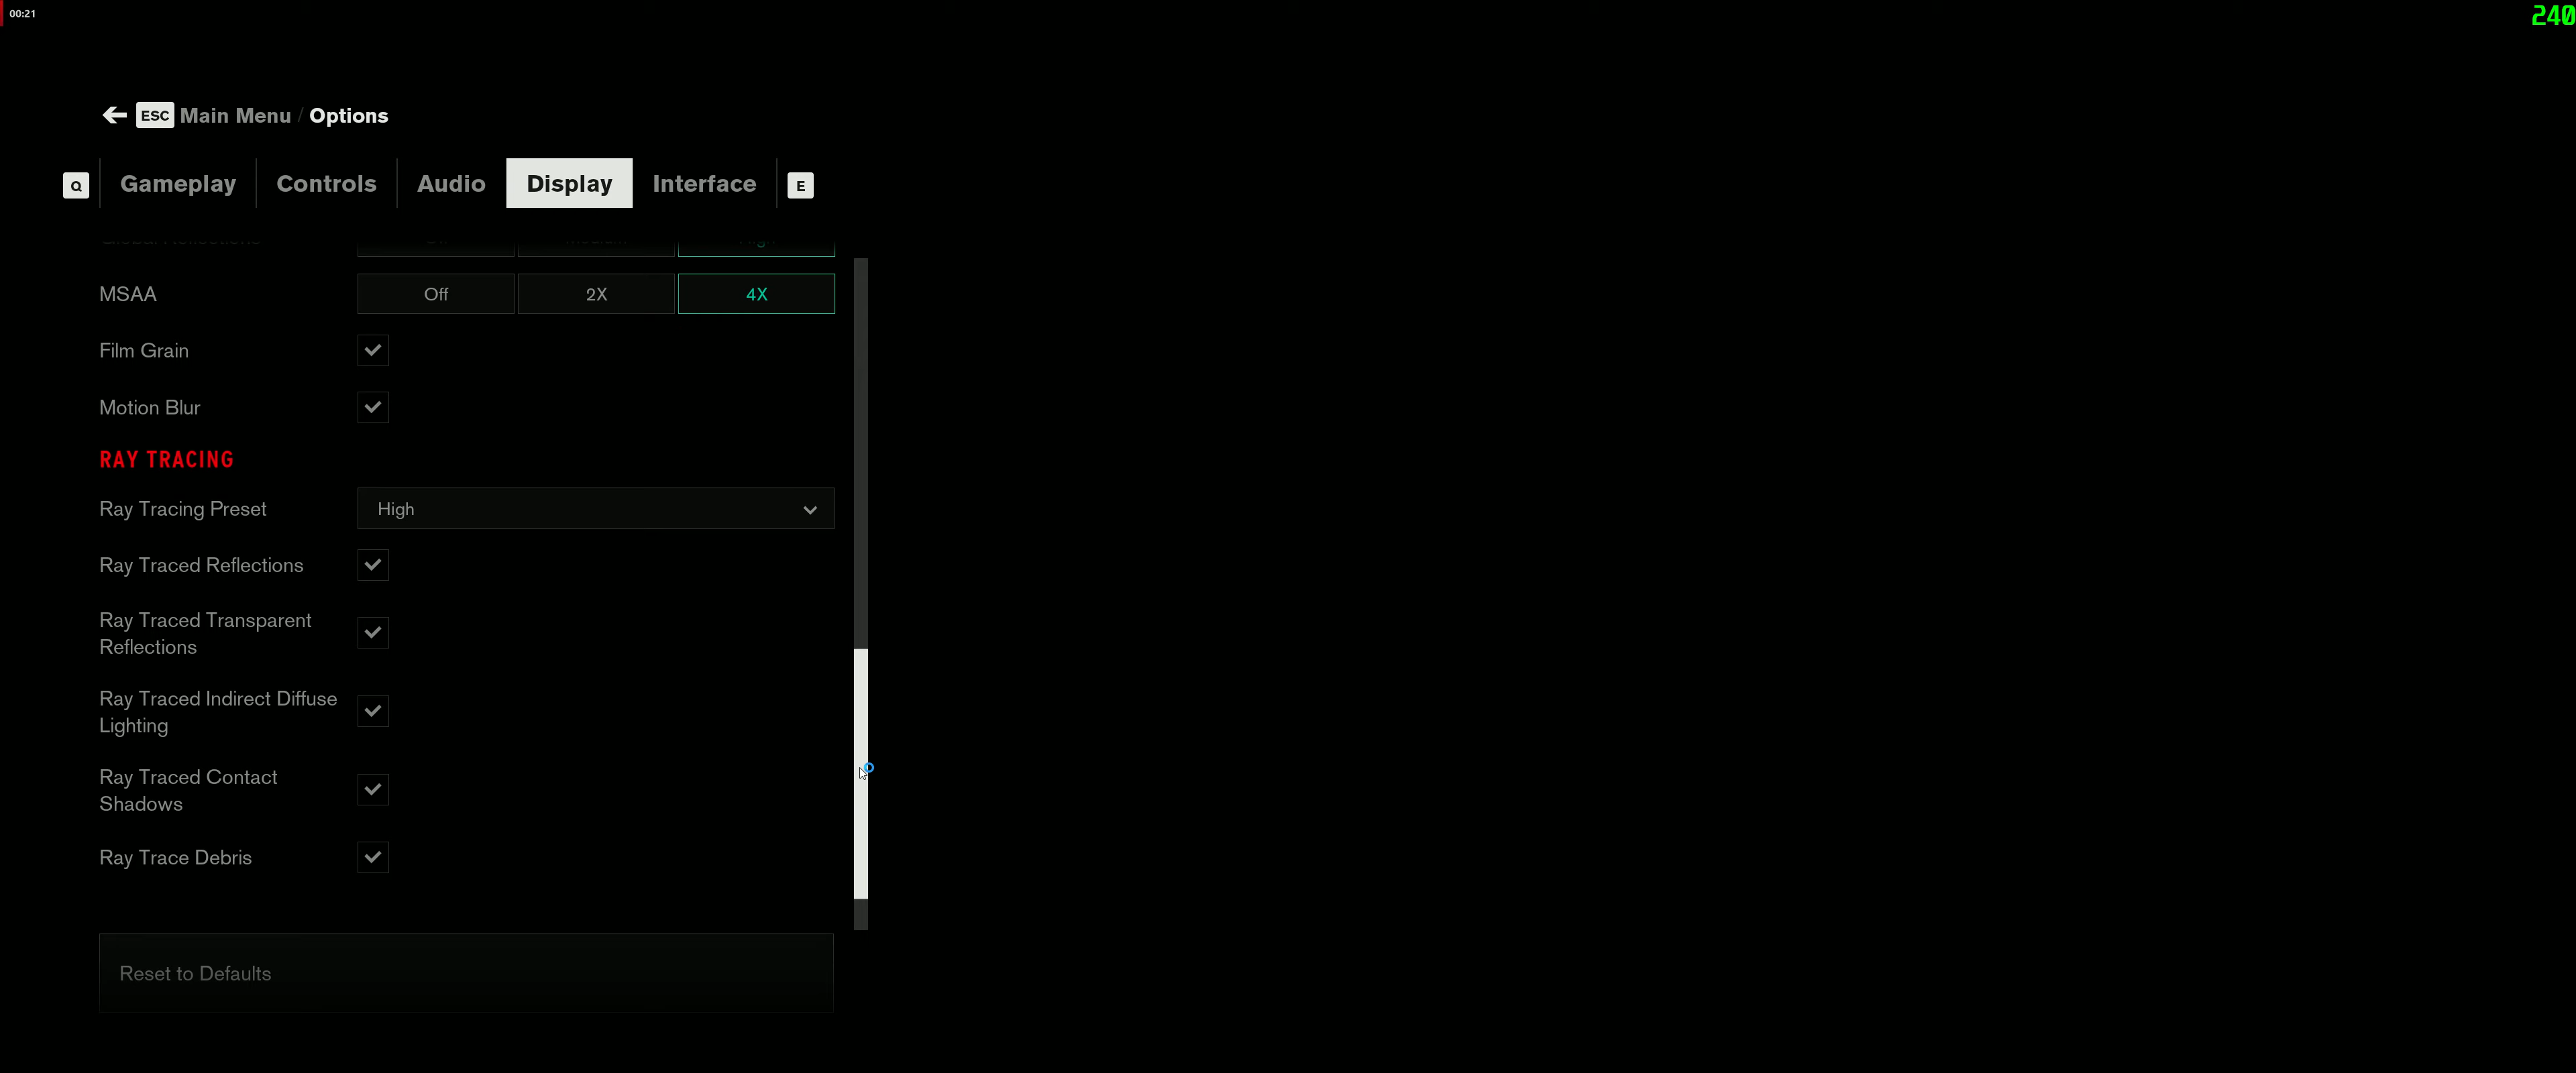 00:21
240
ESC Main Menu / Options
Q Gameplay Controls Audio Display Interface E
MSAA Off 2X 4X
Film Grain
Motion Blur
RAY TRACING
Ray Tracing Preset High
Ray Traced Reflections
Ray Traced Transparent
Reflections
Ray Traced Indirect Diffuse
Lighting
Ray Traced Contact
Shadows
Ray Trace Debris
Reset to Defaults